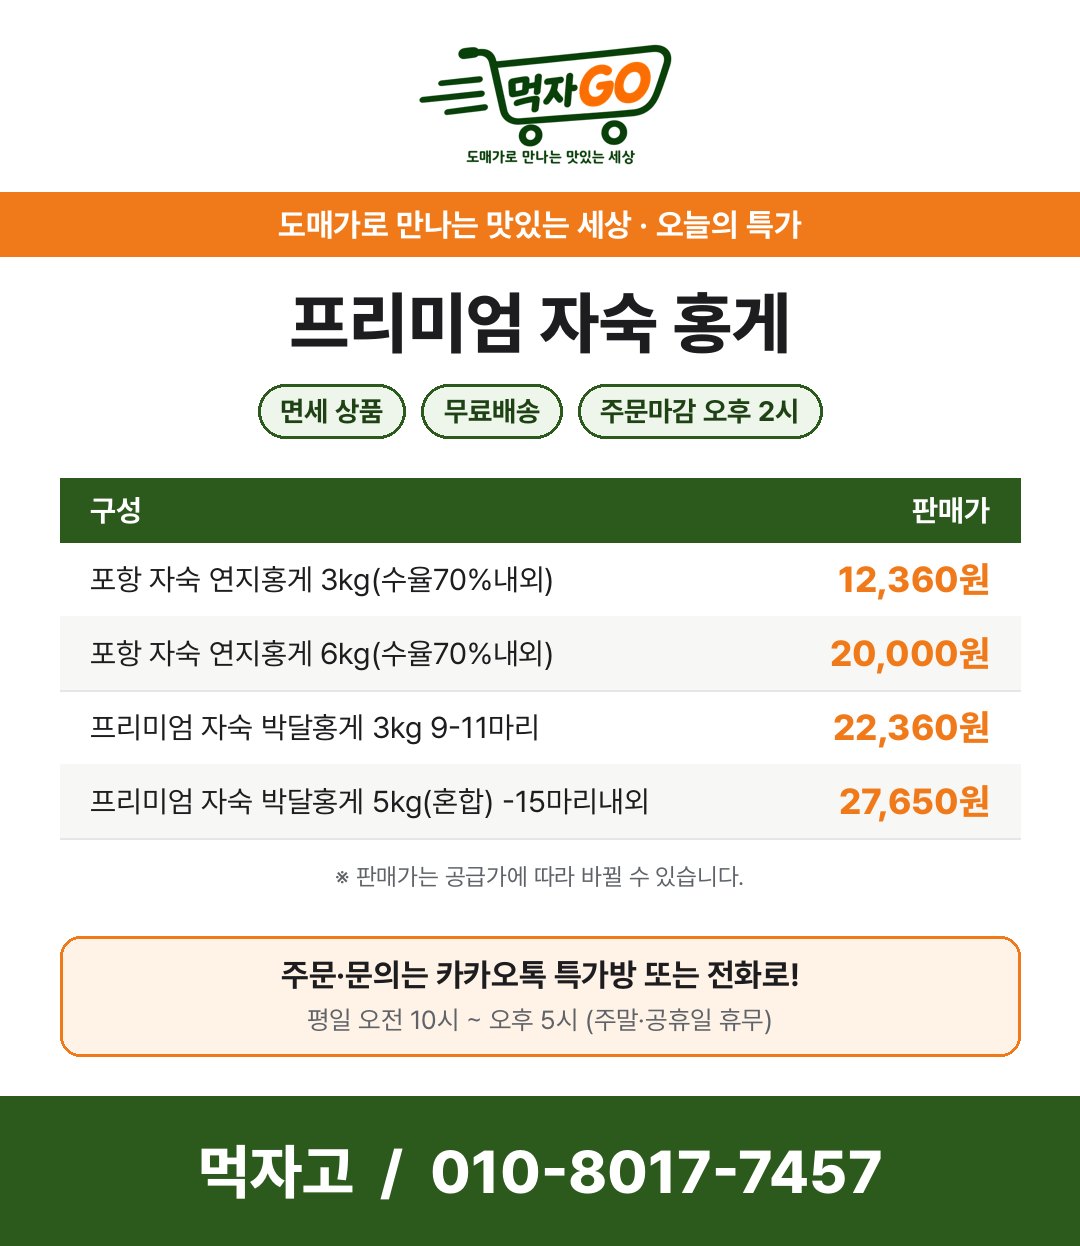 먹자GO
도매가로 만나는 맛있는 세상
도매가로 만나는 맛있는 세상 · 오늘의 특가
프리미엄 자숙 홍게
면세 상품 무료배송 주문마감 오후 2시
구성 판매가
포항 자숙 연지홍게 3kg(수율70%내외) 12,360원
포항 자숙 연지홍게 6kg(수율70%내외) 20,000원
프리미엄 자숙 박달홍게 3kg 9-11마리 22,360원
프리미엄 자숙 박달홍게 5kg(혼합) -15마리내외 27,650원
※ 판매가는 공급가에 따라 바뀔 수 있습니다.
주문·문의는 카카오톡 특가방 또는 전화로!
평일 오전 10시 ~ 오후 5시 (주말·공휴일 휴무)
먹자고 / 010-8017-7457